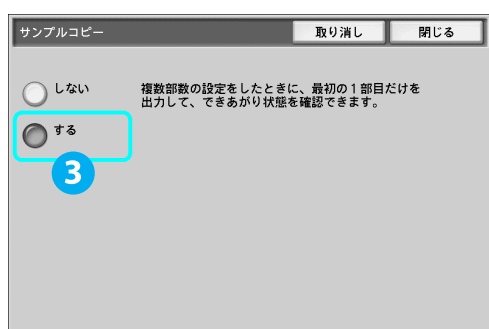 サンプルコピー 取り消し 閉じる
しない 複数部数の設定をしたときに、最初の1部目だけを
出力して、できあがり状態を確認できます。
する
3